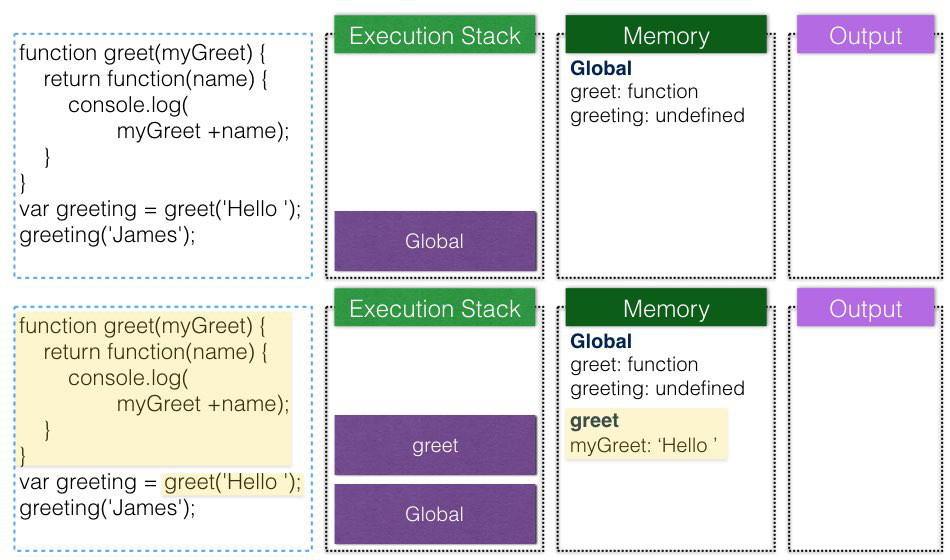 function greet(myGreet) {
return function(name) {
console.log(
myGreet +name);
}
}
var greeting = greet('Hello ');
greeting('James');
Execution Stack
Global
Memory
Global
greet: function
greeting: undefined
Output
function greet(myGreet) {
return function(name) {
console.log(
myGreet +name);
}
}
var greeting = greet('Hello ');
greeting('James');
Execution Stack
greet
Global
Memory
Global
greet: function
greeting: undefined
greet
myGreet: ‘Hello ’
Output